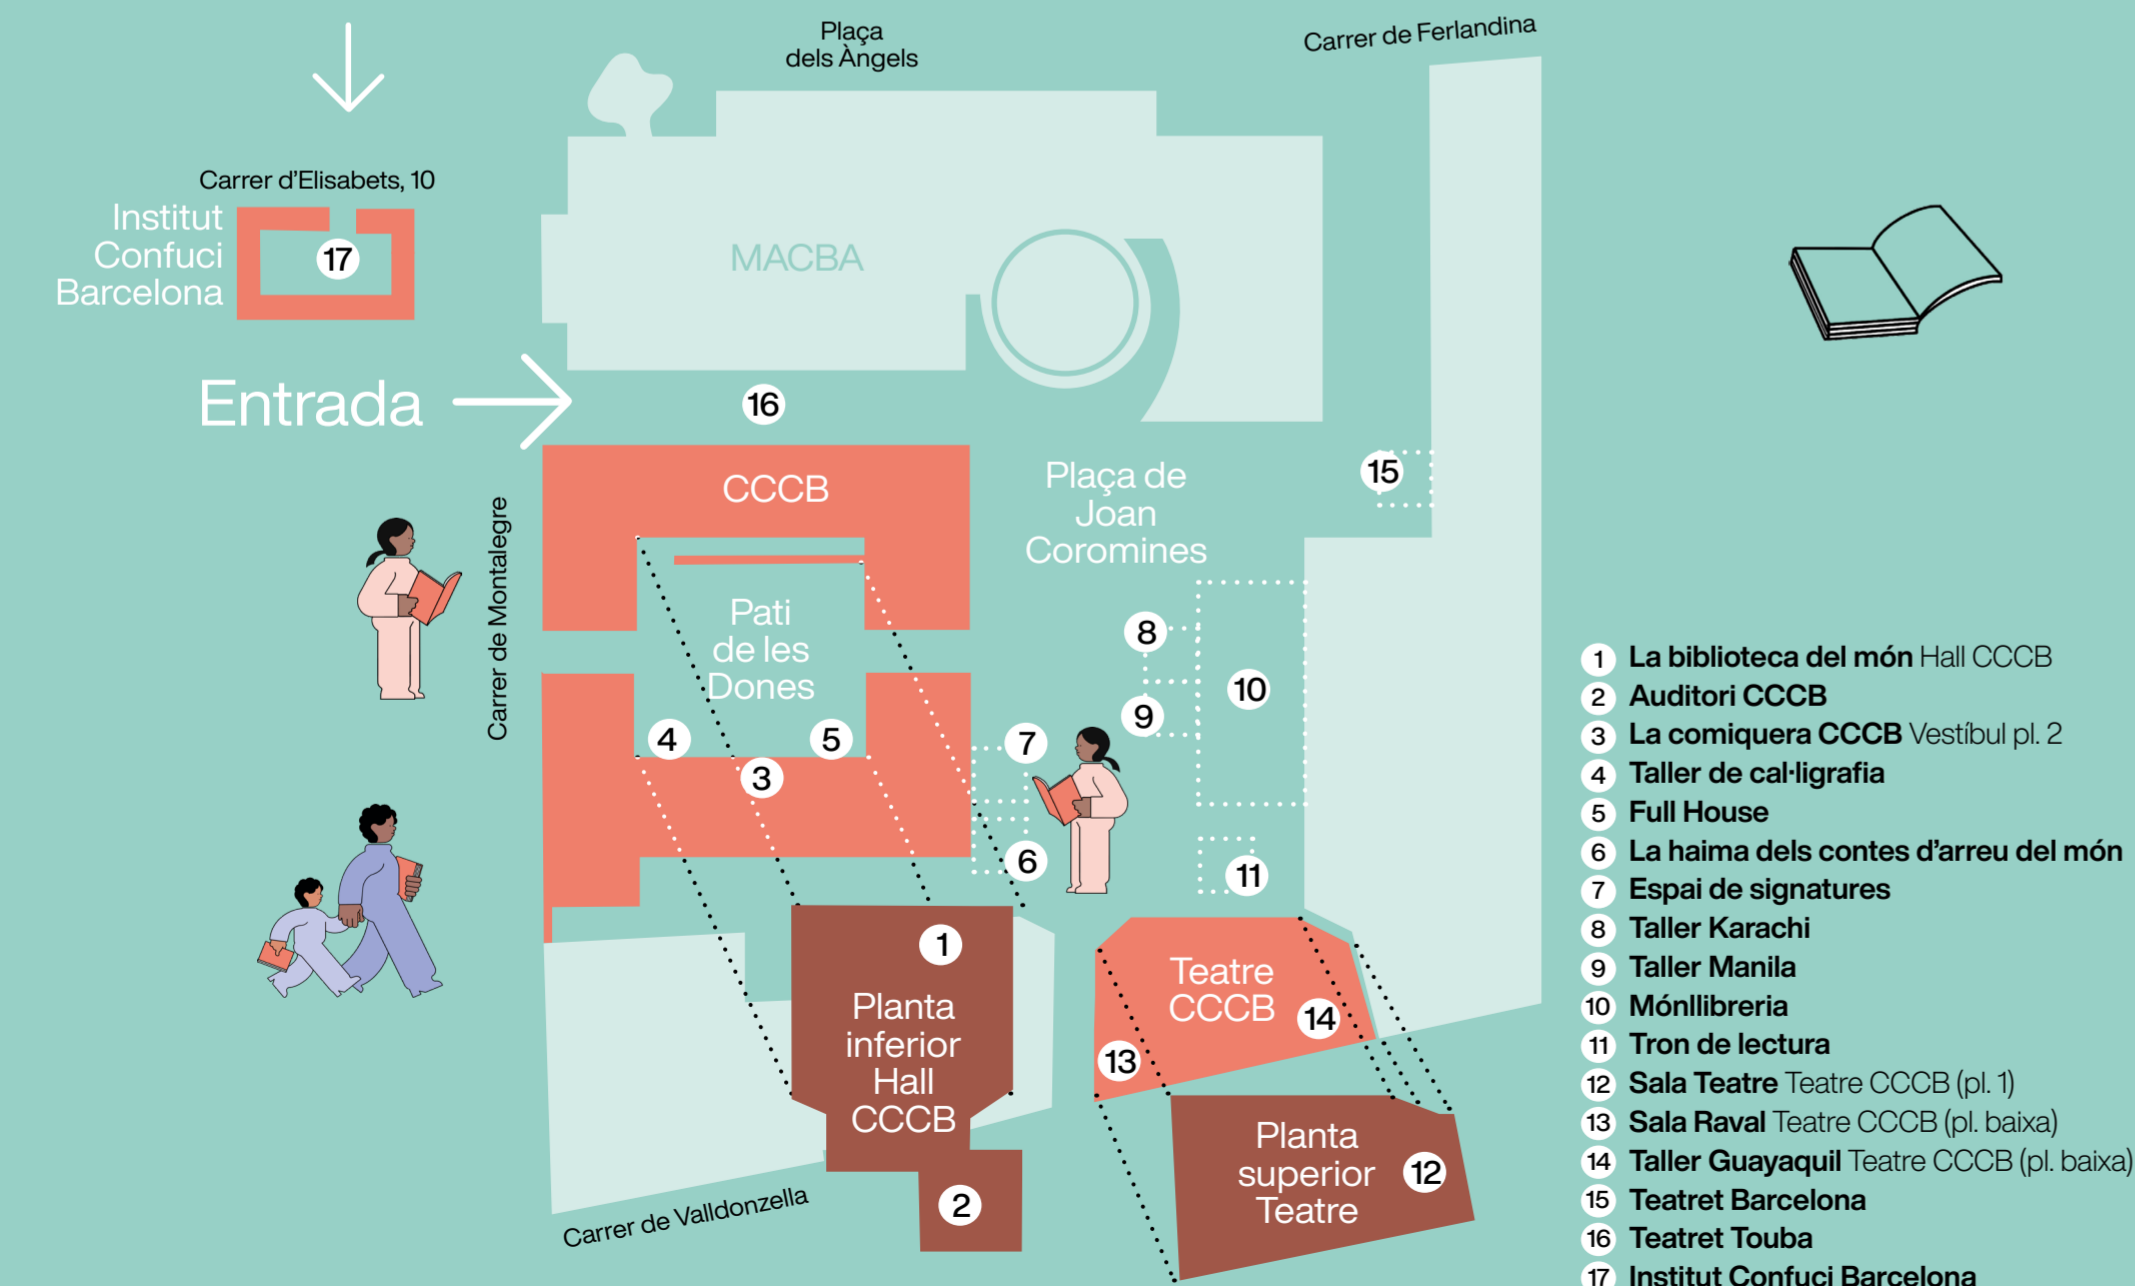 Plaça
dels Àngels
Carrer de Ferlandina
Carrer d'Elisabets, 10
Institut
Confuci
Barcelona
17
MACBA
Entrada
16
CCCB
Plaça de
Joan
Coromines
15
Carrer de Montalegre
Pati
de les
Dones
8
10
9
4
5
7
3
6
11
1
Planta
inferior
Hall
CCCB
Teatre
CCCB
14
13
2
Planta
superior
Teatre
12
Carrer de Valldonzella
1 La biblioteca del món Hall CCCB
2 Auditori CCCB
3 La comiquera CCCB Vestíbul pl. 2
4 Taller de cal·ligrafia
5 Full House
6 La haima dels contes d'arreu del món
7 Espai de signatures
8 Taller Karachi
9 Taller Manila
10 Mónllibreria
11 Tron de lectura
12 Sala Teatre Teatre CCCB (pl. 1)
13 Sala Raval Teatre CCCB (pl. baixa)
14 Taller Guayaquil Teatre CCCB (pl. baixa)
15 Teatret Barcelona
16 Teatret Touba
17 Institut Confuci Barcelona